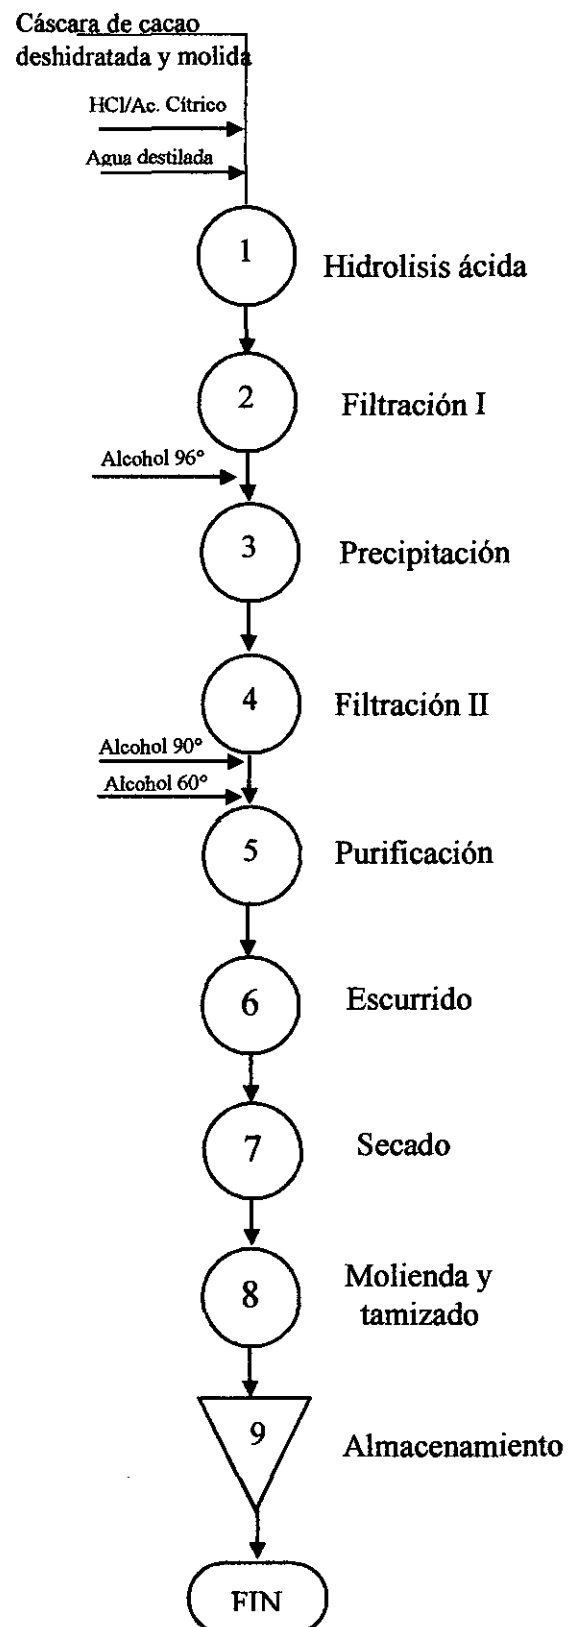 Cáscara de cacao
deshidratada y molida
HCl/Ac. Cítrico
Agua destilada
1
Hidrolisis ácida
2
Filtración I
Alcohol 96°
3
Precipitación
4
Filtración II
Alcohol 90°
Alcohol 60°
5
Purificación
6
Escurrido
7
Secado
8
Molienda y
tamizado
9
Almacenamiento
FIN